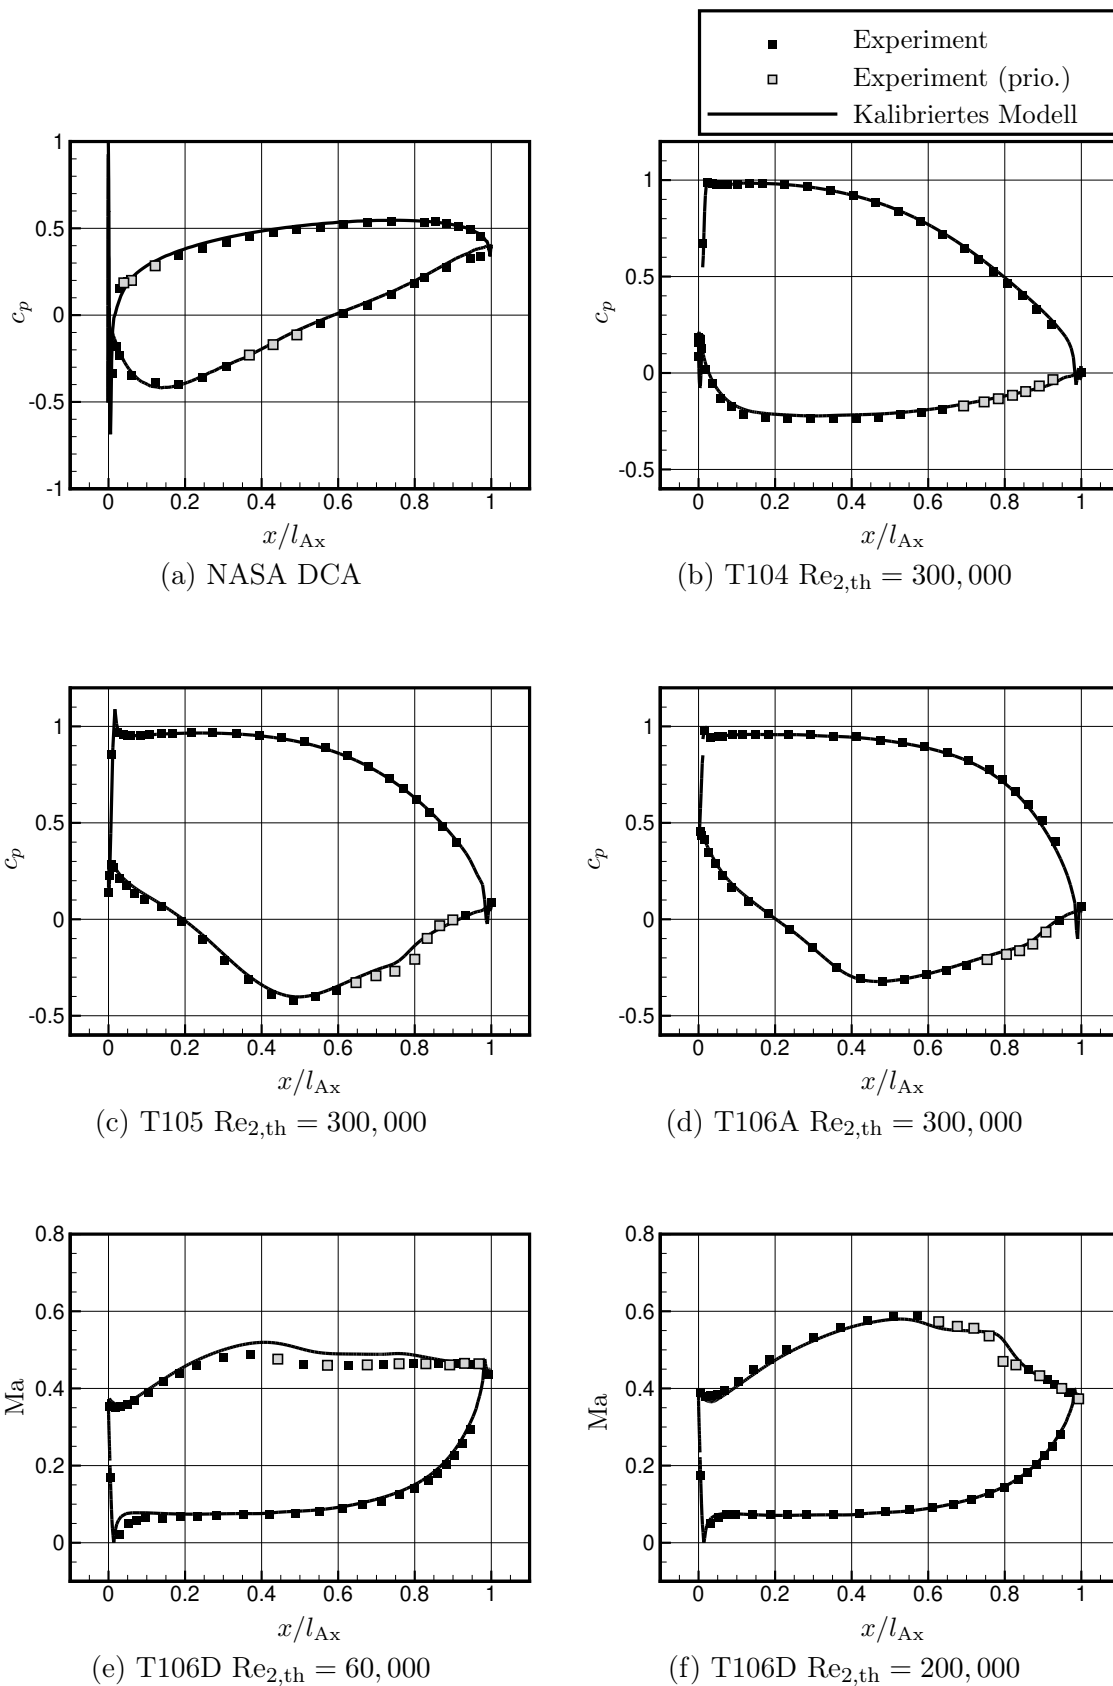 Experiment
Experiment (prio.)
Kalibriertes Modell
1
0.5
0
-0.5
-1
c_p
0 0.2 0.4 0.6 0.8 1
x/l_Ax
(a) NASA DCA
1
0.5
0
-0.5
c_p
0 0.2 0.4 0.6 0.8 1
x/l_Ax
(b) T104 Re_2,th = 300,000
1
0.5
0
-0.5
c_p
0 0.2 0.4 0.6 0.8 1
x/l_Ax
(c) T105 Re_2,th = 300,000
1
0.5
0
-0.5
c_p
0 0.2 0.4 0.6 0.8 1
x/l_Ax
(d) T106A Re_2,th = 300,000
0.8
0.6
0.4
0.2
0
Ma
0 0.2 0.4 0.6 0.8 1
x/l_Ax
(e) T106D Re_2,th = 60,000
0.8
0.6
0.4
0.2
0
Ma
0 0.2 0.4 0.6 0.8 1
x/l_Ax
(f) T106D Re_2,th = 200,000